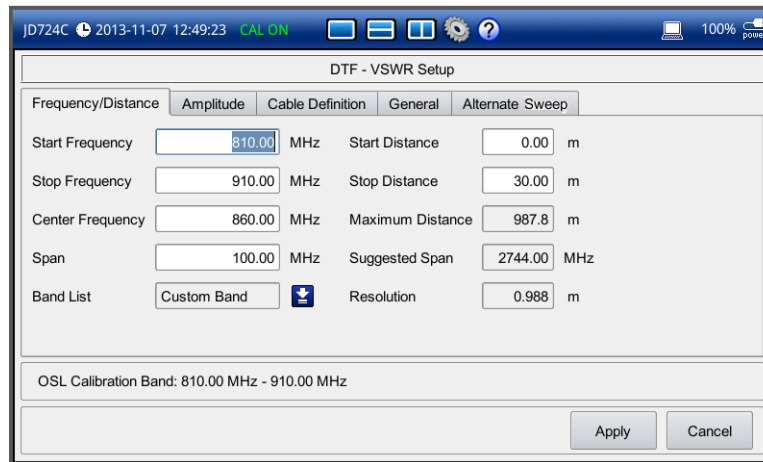 JD724C 2013-11-07 12:49:23 CAL ON ? 100%
DTF - VSWR Setup
Frequency/Distance Amplitude Cable Definition General Alternate Sweep
Start Frequency 810.00 MHz Start Distance 0.00 m
Stop Frequency 910.00 MHz Stop Distance 30.00 m
Center Frequency 860.00 MHz Maximum Distance 987.8 m
Span 100.00 MHz Suggested Span 2744.00 MHz
Band List Custom Band Resolution 0.988 m
OSL Calibration Band: 810.00 MHz - 910.00 MHz
Apply Cancel